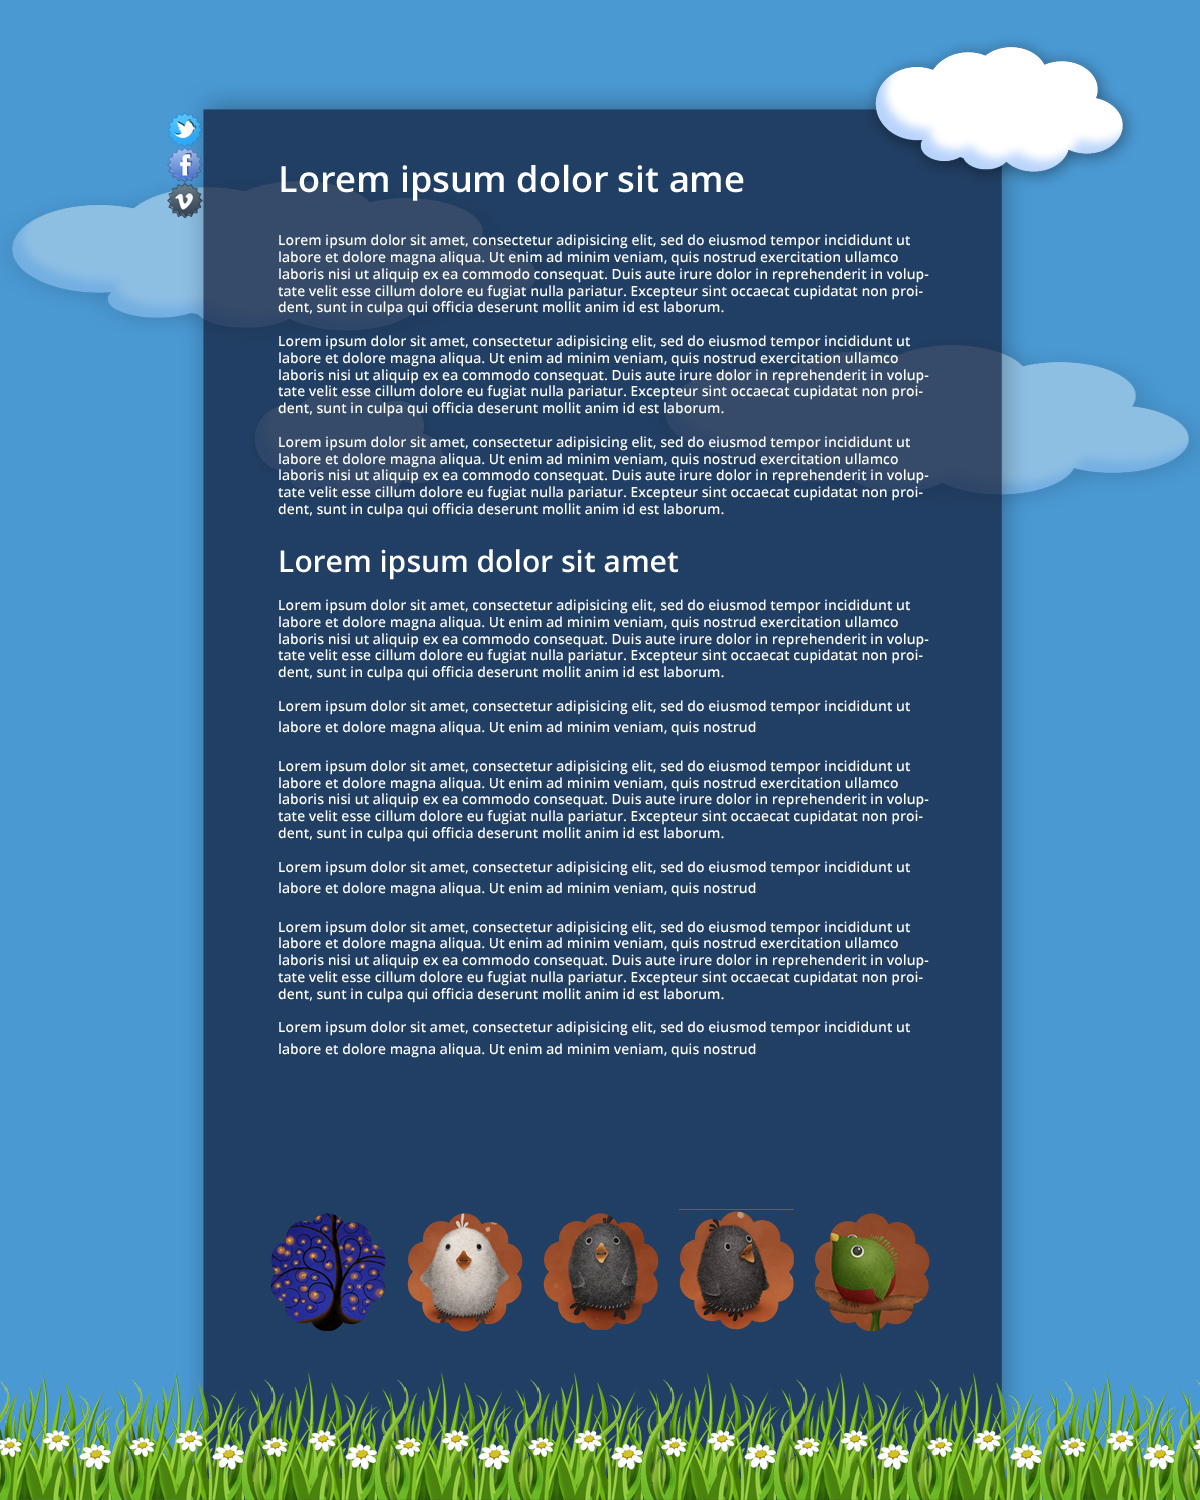 Lorem ipsum dolor sit ame
Lorem ipsum dolor sit amet, consectetur adipisicing elit, sed do eiusmod tempor incididunt ut
labore et dolore magna aliqua. Ut enim ad minim veniam, quis nostrud exercitation ullamco
laboris nisi ut aliquip ex ea commodo consequat. Duis aute irure dolor in reprehenderit in volup-
tate velit esse cillum dolore eu fugiat nulla pariatur. Excepteur sint occaecat cupidatat non proi-
dent, sunt in culpa qui officia deserunt mollit anim id est laborum.
Lorem ipsum dolor sit amet, consectetur adipisicing elit, sed do eiusmod tempor incididunt ut
labore et dolore magna aliqua. Ut enim ad minim veniam, quis nostrud exercitation ullamco
laboris nisi ut aliquip ex ea commodo consequat. Duis aute irure dolor in reprehenderit in volup-
tate velit esse cillum dolore eu fugiat nulla pariatur. Excepteur sint occaecat cupidatat non proi-
dent, sunt in culpa qui officia deserunt mollit anim id est laborum.
Lorem ipsum dolor sit amet, consectetur adipisicing elit, sed do eiusmod tempor incididunt ut
labore et dolore magna aliqua. Ut enim ad minim veniam, quis nostrud exercitation ullamco
laboris nisi ut aliquip ex ea commodo consequat. Duis aute irure dolor in reprehenderit in volup-
tate velit esse cillum dolore eu fugiat nulla pariatur. Excepteur sint occaecat cupidatat non proi-
dent, sunt in culpa qui officia deserunt mollit anim id est laborum.
Lorem ipsum dolor sit amet
Lorem ipsum dolor sit amet, consectetur adipisicing elit, sed do eiusmod tempor incididunt ut
labore et dolore magna aliqua. Ut enim ad minim veniam, quis nostrud exercitation ullamco
laboris nisi ut aliquip ex ea commodo consequat. Duis aute irure dolor in reprehenderit in volup-
tate velit esse cillum dolore eu fugiat nulla pariatur. Excepteur sint occaecat cupidatat non proi-
dent, sunt in culpa qui officia deserunt mollit anim id est laborum.
Lorem ipsum dolor sit amet, consectetur adipisicing elit, sed do eiusmod tempor incididunt ut
labore et dolore magna aliqua. Ut enim ad minim veniam, quis nostrud
Lorem ipsum dolor sit amet, consectetur adipisicing elit, sed do eiusmod tempor incididunt ut
labore et dolore magna aliqua. Ut enim ad minim veniam, quis nostrud exercitation ullamco
laboris nisi ut aliquip ex ea commodo consequat. Duis aute irure dolor in reprehenderit in volup-
tate velit esse cillum dolore eu fugiat nulla pariatur. Excepteur sint occaecat cupidatat non proi-
dent, sunt in culpa qui officia deserunt mollit anim id est laborum.
Lorem ipsum dolor sit amet, consectetur adipisicing elit, sed do eiusmod tempor incididunt ut
labore et dolore magna aliqua. Ut enim ad minim veniam, quis nostrud
Lorem ipsum dolor sit amet, consectetur adipisicing elit, sed do eiusmod tempor incididunt ut
labore et dolore magna aliqua. Ut enim ad minim veniam, quis nostrud exercitation ullamco
laboris nisi ut aliquip ex ea commodo consequat. Duis aute irure dolor in reprehenderit in volup-
tate velit esse cillum dolore eu fugiat nulla pariatur. Excepteur sint occaecat cupidatat non proi-
dent, sunt in culpa qui officia deserunt mollit anim id est laborum.
Lorem ipsum dolor sit amet, consectetur adipisicing elit, sed do eiusmod tempor incididunt ut
labore et dolore magna aliqua. Ut enim ad minim veniam, quis nostrud